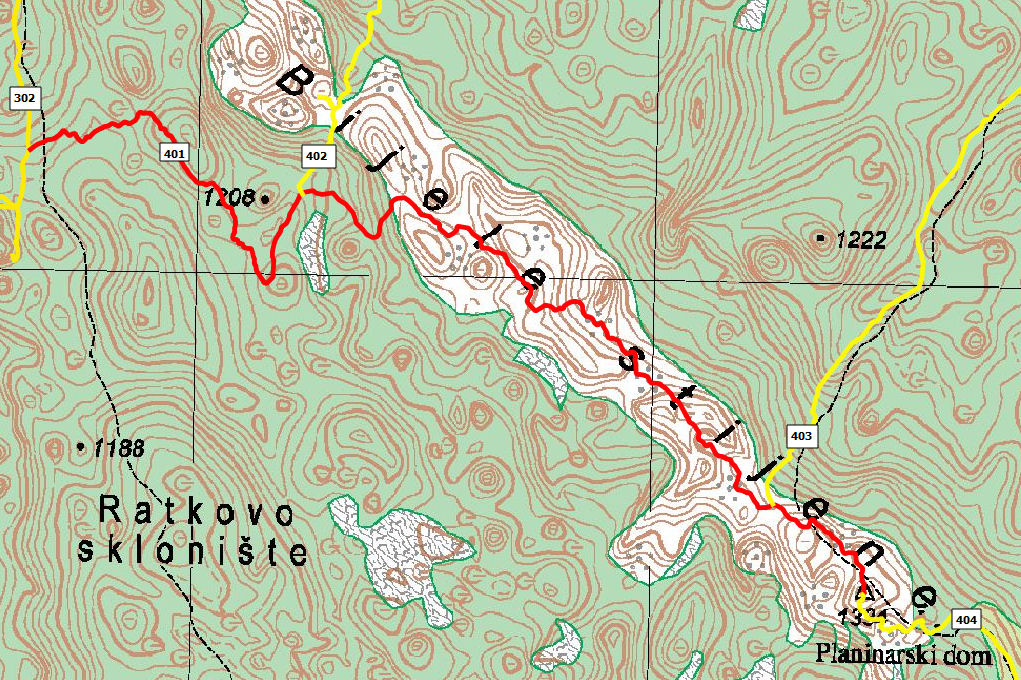 302
Bijele stijene
401
402
1208
1222
403
1188
Ratkovo
sklonište
404
Planinarski dom